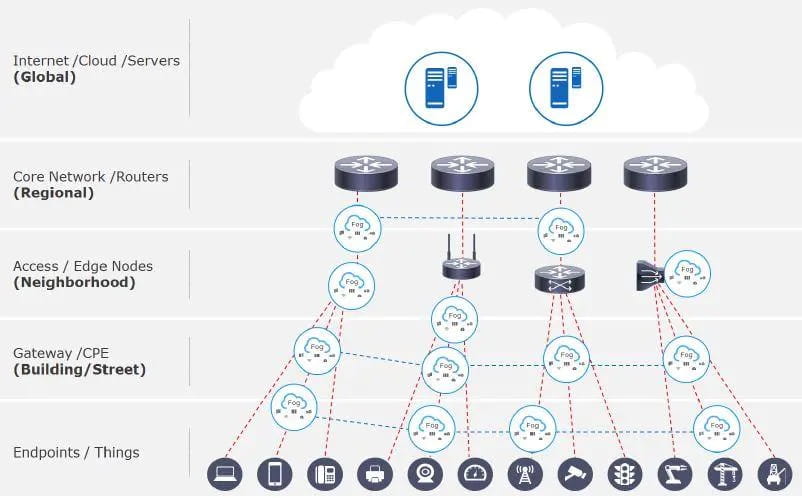 Internet /Cloud /Servers
(Global)
Core Network /Routers
(Regional)
Fog
Fog
Access / Edge Nodes
(Neighborhood)
Fog
Fog
Fog
Gateway /CPE
(Building/Street)
Fog
Fog
Fog
Fog
Fog
Fog
Fog
Fog
Endpoints / Things